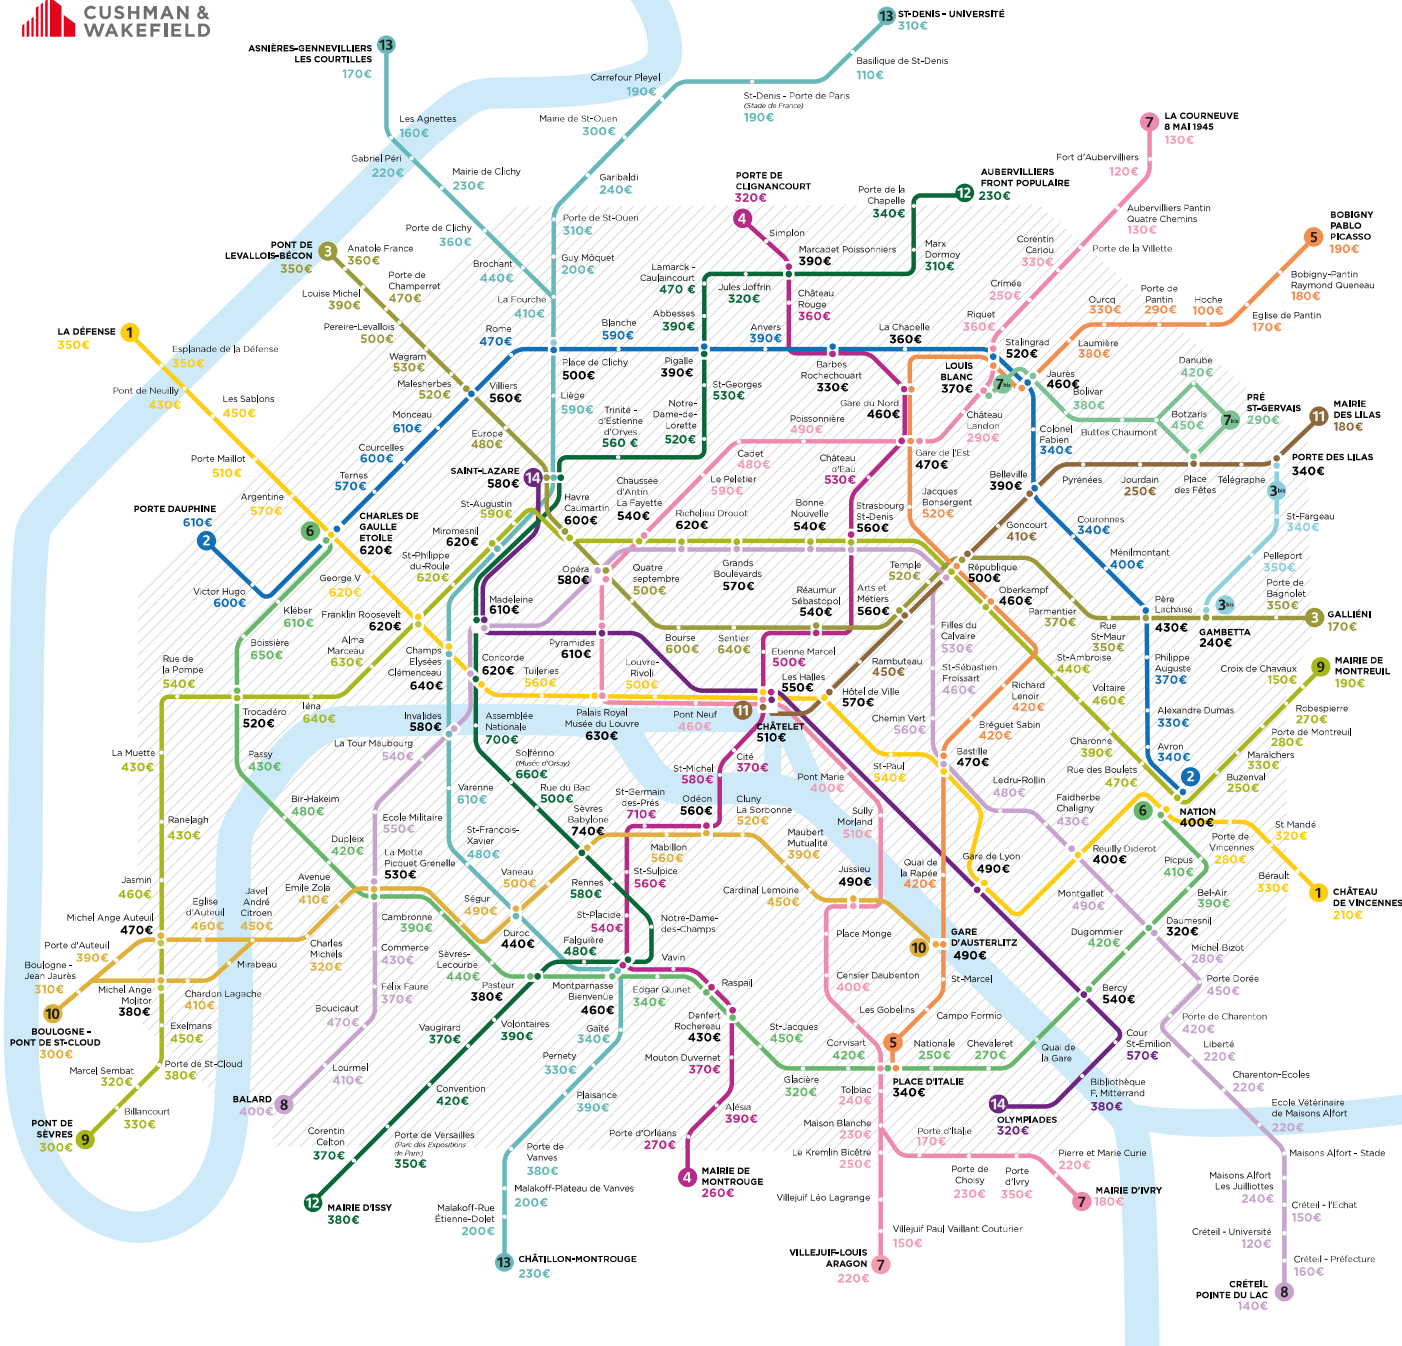 CUSHMAN &
WAKEFIELD
13
ST-DENIS – UNIVERSITÉ
310€
Basilique de St-Denis
110€
St-Denis - Porte de Paris
(Stade de France)
190€
Carrefour Pleyel
190€
Mairie de St-Ouen
300€
Garibaldi
240€
Porte de St-Ouen
310€
Guy Môquet
200€
13
ASNIÈRES-GENNEVILLIERS
LES COURTILLES
170€
Les Agnettes
160€
Gabriel Péri
220€
Mairie de Clichy
230€
Porte de Clichy
360€
Brochant
440€
La Fourche
410€
7
LA COURNEUVE
8 MAI 1945
130€
Fort d'Aubervilliers
120€
Aubervilliers Pantin
Quatre Chemins
130€
Porte de la Villette
Corentin
Cariou
330€
Crimée
250€
Riquet
360€
Stalingrad
520€
12
AUBERVILLIERS
FRONT POPULAIRE
230€
Porte de la
Chapelle
340€
Marx
Dormoy
310€
PORTE DE
CLIGNANCOURT
320€
4
Simplon
Marcadet Poissonniers
390€
Jules Joffrin
320€
Lamarck -
Caulaincourt
470 €
Château
Rouge
360€
Abbesses
390€
5
BOBIGNY
PABLO
PICASSO
190€
Bobigny-Pantin
Raymond Queneau
180€
Eglise de Pantin
170€
Hoche
100€
Porte de
Pantin
290€
Ourcq
330€
Laumière
380€
3
PONT DE
LEVALLOIS-BÉCON
350€
Anatole France
360€
Louise Michel
390€
Porte de
Champerret
470€
Pereire-Levallois
500€
Wagram
530€
Malesherbes
520€
Villiers
560€
Europe
480€
1
LA DÉFENSE
350€
Esplanade de la Défense
350€
Pont de Neuilly
430€
Les Sablons
450€
Porte Maillot
510€
Argentine
570€
CHARLES DE
GAULLE
ETOILE
620€
6
2
PORTE DAUPHINE
610€
Victor Hugo
600€
Ternes
570€
Courcelles
600€
Monceau
610€
Rome
470€
Place de Clichy
500€
Blanche
590€
Pigalle
390€
Anvers
390€
Barbes
Rochechouart
330€
La Chapelle
360€
LOUIS
BLANC
370€
7bis
Jaurès
460€
Bolivar
380€
Buttes Chaumont
Botzaris
450€
Danube
420€
7bis
PRÉ
ST-GERVAIS
290€
Place
des Fêtes
11
MAIRIE
DES LILAS
180€
PORTE DES LILAS
340€
Télégraphe
Jourdain
250€
Pyrénées
Belleville
390€
Goncourt
410€
3bis
St-Fargeau
340€
Pelleport
350€
3bis
GAMBETTA
240€
Porte de
Bagnolet
350€
3
GALLIÉNI
170€
Colonel
Fabien
340€
Couronnes
340€
Ménilmontant
400€
Père
Lachaise
430€
Philippe
Auguste
370€
Alexandre Dumas
330€
Avron
340€
2
NATION
400€
6
Liège
590€
SAINT-LAZARE
580€
14
Trinité -
d'Estienne
d'Orves
560 €
Notre-
Dame-de-
Lorette
520€
St-Georges
530€
Poissonnière
490€
Cadet
480€
Le Peletier
590€
Chaussée
d'Antin
La Fayette
540€
Gare du Nord
460€
Château
Landon
290€
Gare de l'Est
470€
Château
d'Eau
530€
Jacques
Bonsergent
520€
St-Augustin
590€
Havre
Caumartin
600€
Miromesnil
620€
St-Philippe
du-Roule
620€
Richelieu Drouot
620€
Bonne
Nouvelle
540€
Strasbourg
St-Denis
560€
Grands
Boulevards
570€
Opéra
580€
Quatre
septembre
500€
Bourse
600€
Sentier
640€
Réaumur
Sébastopol
540€
Arts et
Métiers
560€
Temple
520€
République
500€
Oberkampf
460€
Parmentier
370€
Rue
St-Maur
350€
St-Ambroise
440€
Voltaire
460€
Charonne
390€
Rue des Boulets
470€
Filles du
Calvaire
530€
St-Sébastien
Froissart
460€
Chemin Vert
560€
Richard
Lenoir
420€
Bréguet Sabin
420€
Bastille
470€
9
MAIRIE DE
MONTREUIL
190€
Croix de Chavaux
150€
Robespierre
270€
Porte de Montreuil
280€
Maraîchers
330€
Buzenval
250€
George V
620€
Franklin Roosevelt
620€
Alma
Marceau
630€
Iéna
640€
Kléber
610€
Boissière
650€
Trocadéro
520€
Rue de
la Pompe
540€
La Muette
430€
Passy
430€
Ranelagh
430€
Jasmin
460€
Madeleine
610€
Champs
Elysées
Clémenceau
640€
Concorde
620€
Tuileries
560€
Pyramides
610€
Palais Royal
Musée du Louvre
630€
Louvre-
Rivoli
500€
Pont Neuf
460€
Etienne Marcel
500€
Les Halles
550€
11
CHÂTELET
510€
Rambuteau
450€
Hôtel de Ville
570€
St-Paul
540€
Pont Marie
400€
Sully
Morland
510€
Cité
370€
St-Michel
580€
Invalides
580€
La Tour Maubourg
540€
Ecole Militaire
550€
Assemblée
Nationale
700€
Solférino
(Musée d'Orsay)
660€
Rue du Bac
500€
Varenne
610€
St-François-
Xavier
480€
Sèvres
Babylone
740€
St-Germain
des-Prés
710€
Odéon
560€
Cluny
La Sorbonne
520€
Mabillon
560€
Maubert
Mutualité
390€
Cardinal Lemoine
450€
Jussieu
490€
St-Sulpice
560€
St-Placide
540€
Rennes
580€
Vaneau
500€
Ségur
490€
Duroc
440€
Falguière
480€
Notre-Dame-
des-Champs
Vavin
Bir-Hakeim
480€
Dupleix
420€
La Motte
Picquet Grenelle
530€
Avenue
Emile Zola
410€
Cambronne
390€
Sèvres-
Lecourbe
440€
Pasteur
380€
Montparnasse
Bienvenue
460€
Edgar Quinet
340€
Raspail
Denfert
Rochereau
430€
Commerce
430€
Félix Faure
370€
Boucicaut
470€
Lourmel
410€
BALARD
400€
8
Charles
Michels
320€
Javel
André
Citroen
450€
Eglise
d'Auteuil
460€
Mirabeau
Chardon Lagache
410€
Michel Ange Auteuil
470€
Porte d'Auteuil
390€
Boulogne -
Jean Jaurès
310€
10
BOULOGNE –
PONT DE ST-CLOUD
300€
Michel Ange
Molitor
380€
Exelmans
450€
Porte de St-Cloud
380€
Marcel Sembat
320€
Billancourt
330€
PONT DE
SÈVRES
300€
9
Volontaires
390€
Vaugirard
370€
Convention
420€
Porte de Versailles
(Parc des Expositions
de Paris)
350€
Corentin
Celton
370€
12
MAIRIE D'ISSY
380€
Gaîté
340€
Pernety
330€
Plaisance
390€
Porte de
Vanves
380€
Malakoff-Plateau de Vanves
200€
Malakoff-Rue
Étienne-Dolet
200€
13
CHÂTILLON-MONTROUGE
230€
Mouton Duvernet
370€
Alésia
390€
Porte d'Orléans
270€
4
MAIRIE DE
MONTROUGE
260€
St-Jacques
450€
Glacière
320€
Corvisart
420€
5
PLACE D'ITALIE
340€
Nationale
250€
Chevaleret
270€
Quai de
la Gare
Place Monge
Censier Daubenton
400€
Les Gobelins
Campo Formio
St-Marcel
10
GARE
D'AUSTERLITZ
490€
Quai de
la Rapée
420€
Gare de Lyon
490€
Ledru-Rollin
480€
Faidherbe
Chaligny
430€
Reuilly Diderot
400€
Montgallet
490€
Daumesnil
320€
Picpus
410€
Bel-Air
390€
Dugommier
420€
Bercy
540€
Cour
St-Emilion
570€
Bibliothèque
F. Mitterrand
380€
14
OLYMPIADES
320€
Porte de
Vincennes
280€
St Mandé
320€
Bérault
330€
1
CHÂTEAU
DE VINCENNES
210€
Michel Bizot
280€
Porte Dorée
450€
Porte de Charenton
420€
Liberté
220€
Charenton-Ecoles
220€
Ecole Vétérinaire
de Maisons Alfort
220€
Maisons Alfort - Stade
Maisons Alfort
Les Juilliottes
240€
Créteil - l'Echat
150€
Créteil - Université
120€
Créteil - Préfecture
160€
CRÉTEIL
POINTE DU LAC
140€
8
Tolbiac
240€
Maison Blanche
230€
Le Kremlin Bicêtre
250€
Villejuif Léo Lagrange
Villejuif Paul Vaillant Couturier
150€
VILLEJUIF-LOUIS
ARAGON
220€
7
Porte d'Italie
170€
Porte de
Choisy
230€
Porte
d'Ivry
350€
Pierre et Marie Curie
220€
7
MAIRIE D'IVRY
180€